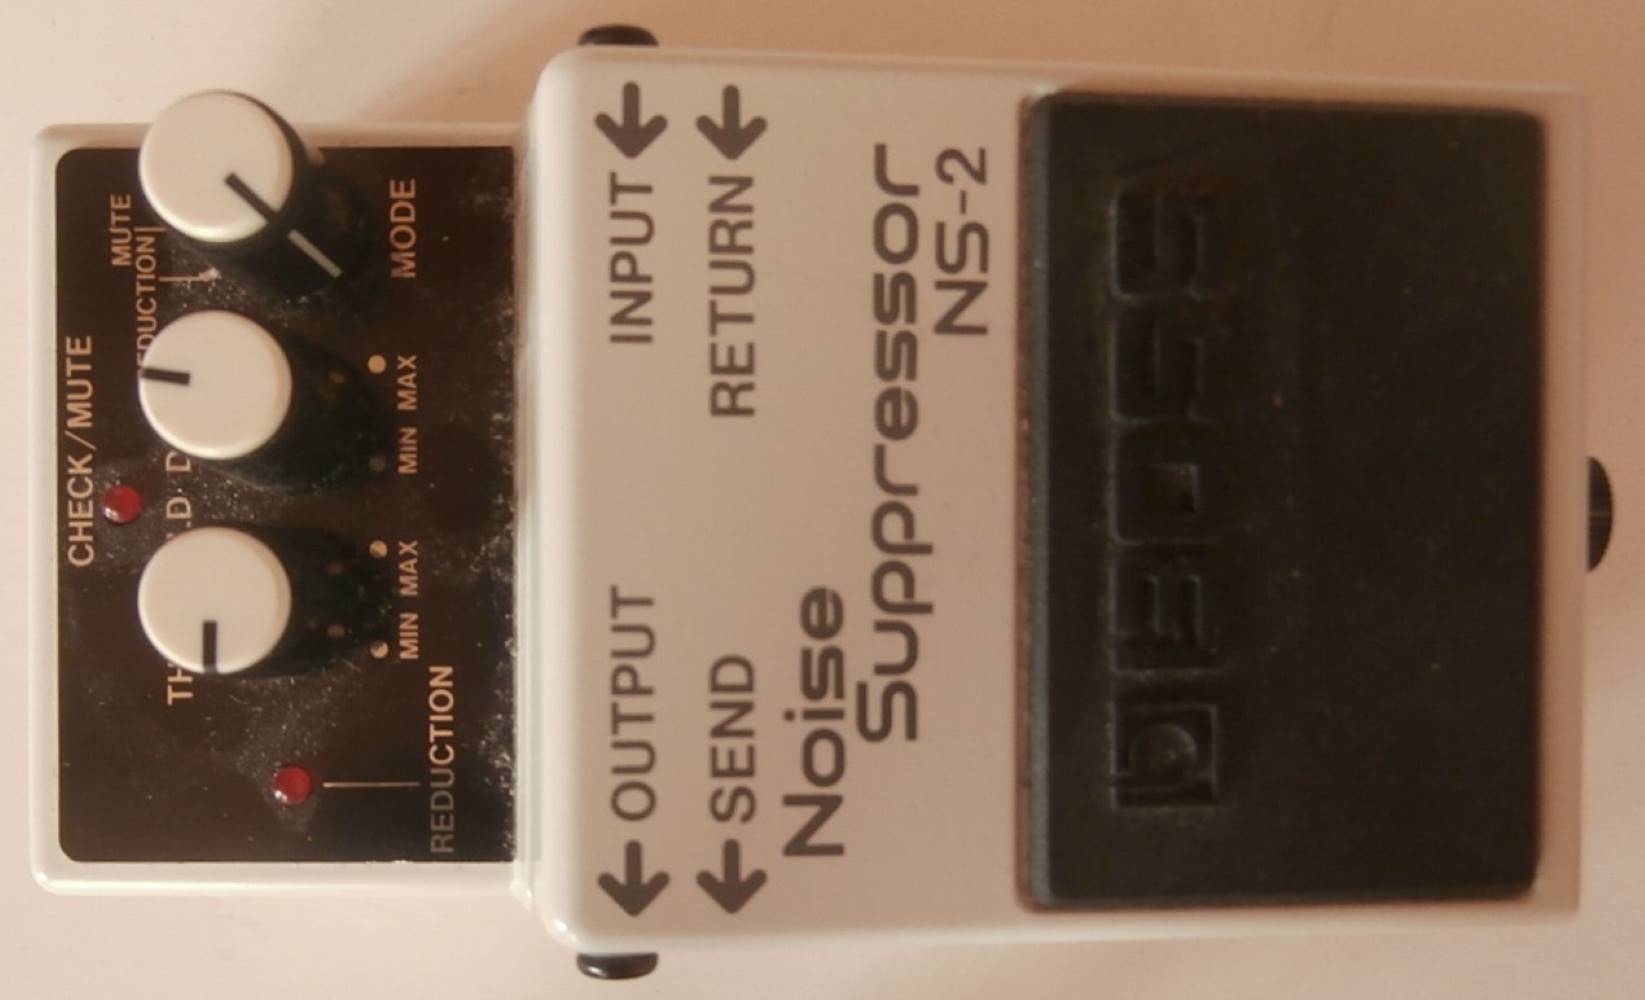 CHECK/MUTE
MUTE
MIN MAX
MIN MAX
MODE
REDUCTION
← OUTPUT
INPUT ←
← SEND
RETURN ←
Noise
Suppressor
NS-2
BOSS